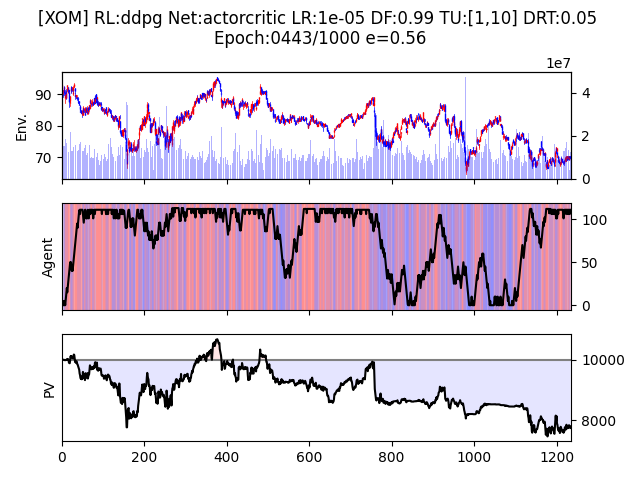 [XOM] RL:ddpg Net:actorcritic LR:1e-05 DF:0.99 TU:[1,10] DRT:0.05
Epoch:0443/1000 e=0.56
1e7
90
80
70
Env.
4
2
0
Agent
100
50
0
PV
10000
8000
0 200 400 600 800 1000 1200